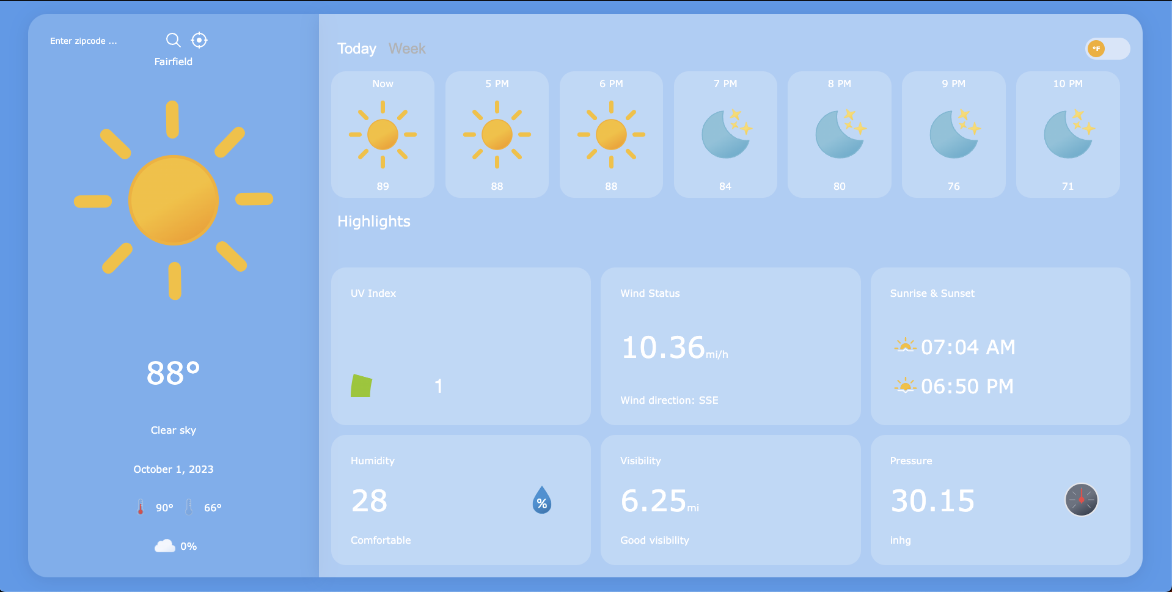 Enter zipcode ...
Fairfield
88°
Clear sky
October 1, 2023
90° 66°
0%
Today Week
°F
Now 5 PM 6 PM 7 PM 8 PM 9 PM 10 PM
89 88 88 84 80 76 71
Highlights
UV Index
1
Wind Status
10.36mi/h
Wind direction: SSE
Sunrise & Sunset
07:04 AM
06:50 PM
Humidity
28
%
Comfortable
Visibility
6.25mi
Good visibility
Pressure
30.15
inhg